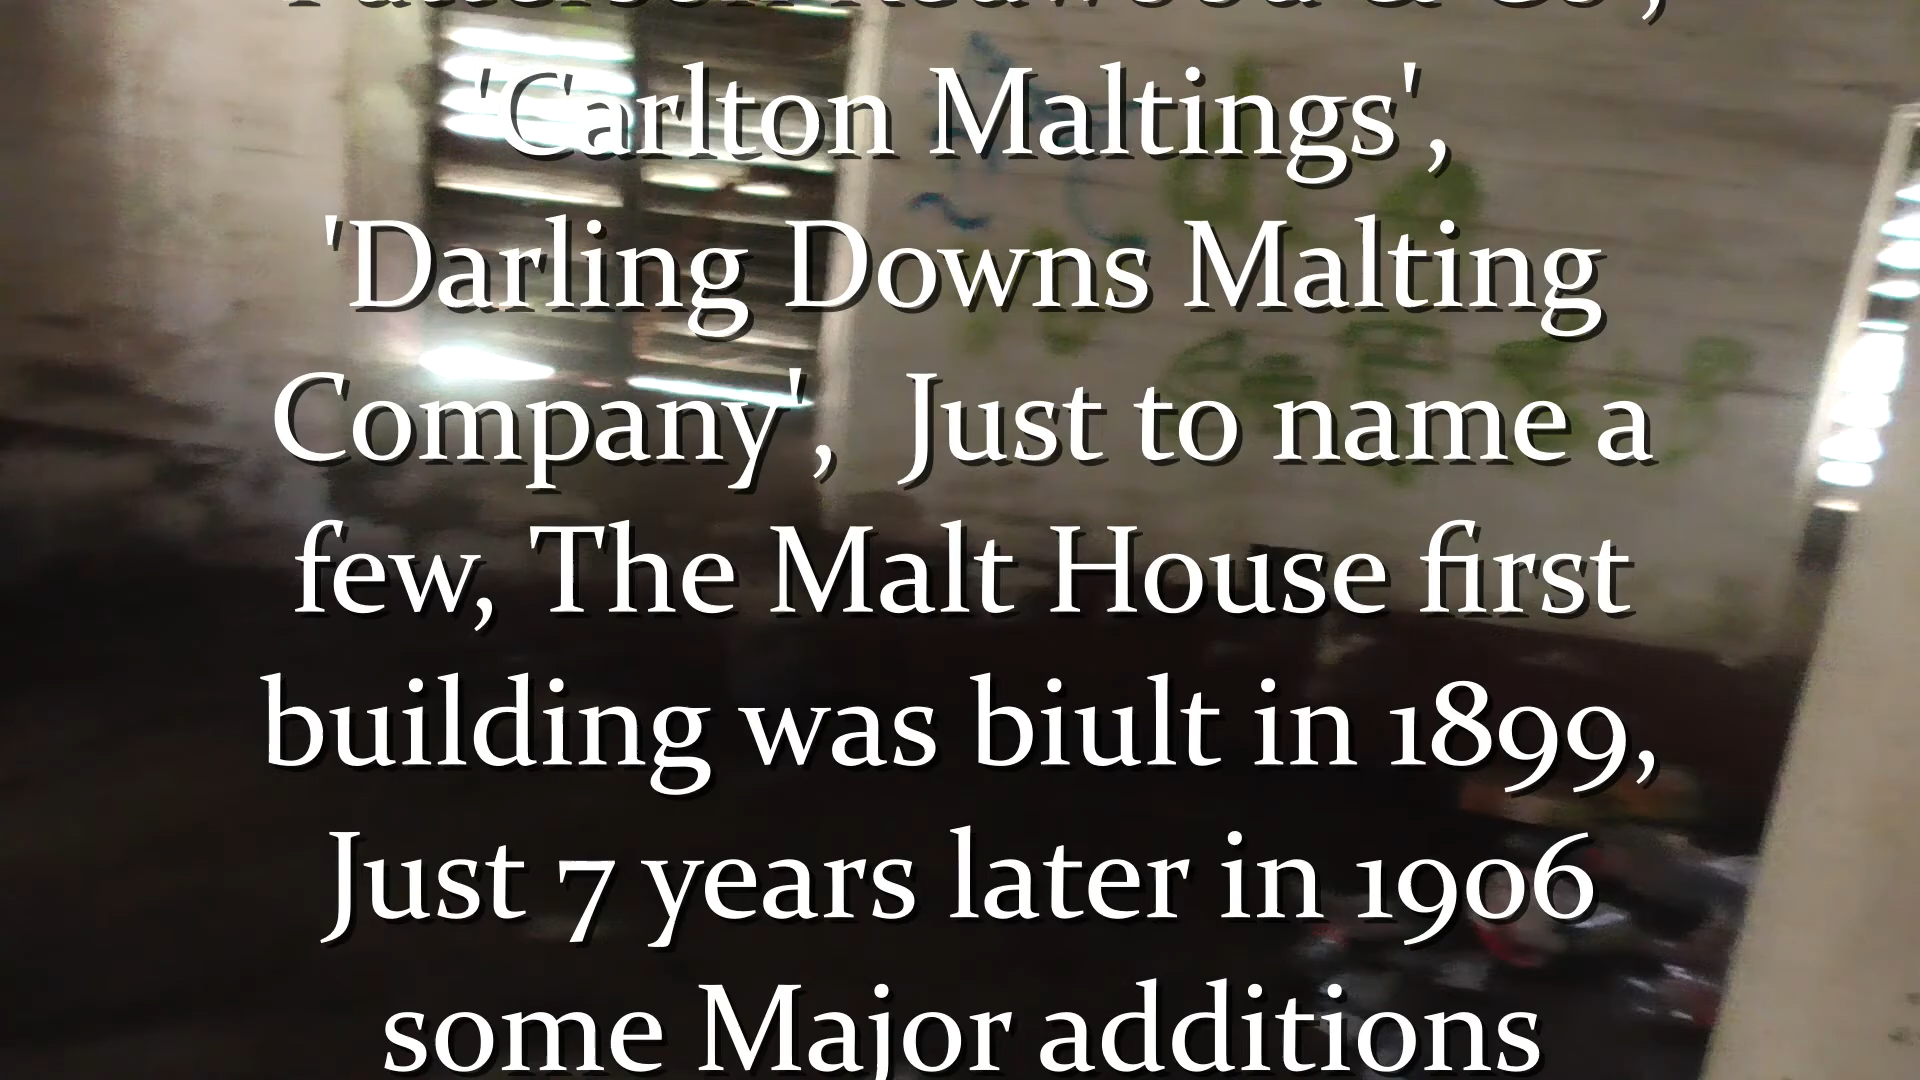 'Carlton Maltings',
'Darling Downs Malting
Company',  Just to name a
few, The Malt House first
building was biult in 1899,
Just 7 years later in 1906
some Major additions